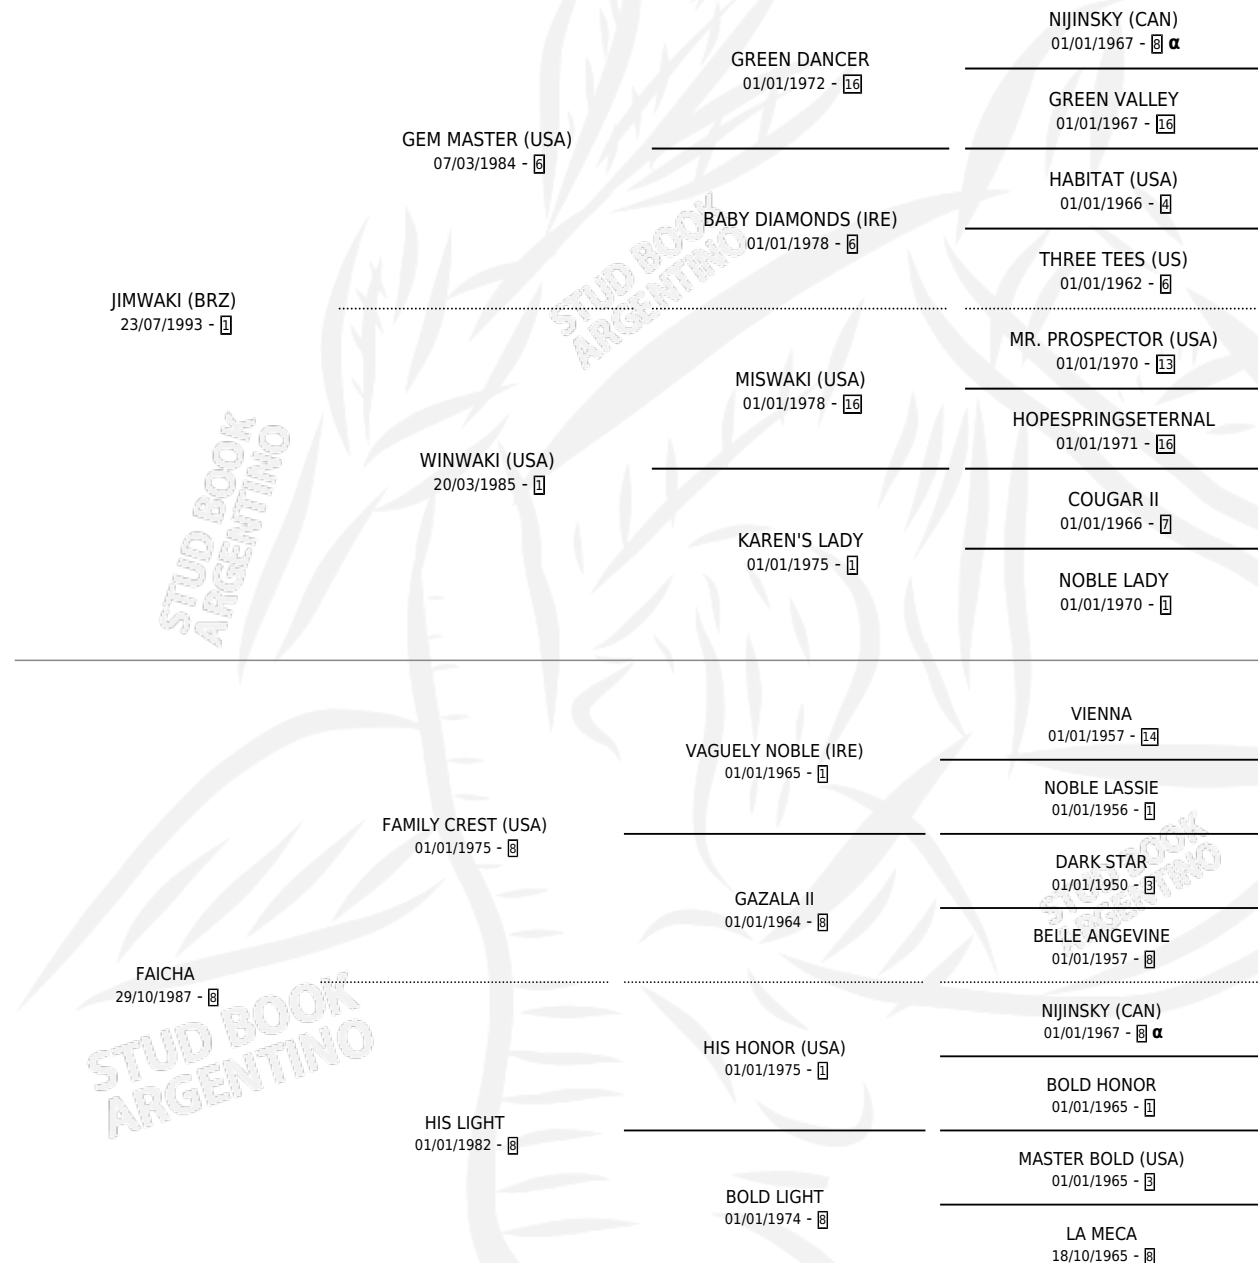 NIJINSKY (CAN)
01/01/1967 - 8 α
GREEN DANCER
01/01/1972 - 16
GREEN VALLEY
01/01/1967 - 16
GEM MASTER (USA)
07/03/1984 - 6
HABITAT (USA)
01/01/1966 - 4
BABY DIAMONDS (IRE)
01/01/1978 - 6
THREE TEES (US)
01/01/1962 - 6
JIMWAKI (BRZ)
23/07/1993 - 1
MR. PROSPECTOR (USA)
01/01/1970 - 13
MISWAKI (USA)
01/01/1978 - 16
HOPESPRINGSETERNAL
01/01/1971 - 16
WINWAKI (USA)
20/03/1985 - 1
COUGAR II
01/01/1966 - 7
KAREN'S LADY
01/01/1975 - 1
NOBLE LADY
01/01/1970 - 1
VIENNA
01/01/1957 - 14
VAGUELY NOBLE (IRE)
01/01/1965 - 1
NOBLE LASSIE
01/01/1956 - 1
FAMILY CREST (USA)
01/01/1975 - 8
DARK STAR
01/01/1950 - 3
GAZALA II
01/01/1964 - 8
BELLE ANGEVINE
01/01/1957 - 8
FAICHA
29/10/1987 - 8
NIJINSKY (CAN)
01/01/1967 - 8 α
HIS HONOR (USA)
01/01/1975 - 1
BOLD HONOR
01/01/1965 - 1
HIS LIGHT
01/01/1982 - 8
MASTER BOLD (USA)
01/01/1965 - 3
BOLD LIGHT
01/01/1974 - 8
LA MECA
18/10/1965 - 8
STUD BOOK
ARGENTINO
STUD BOOK
ARGENTINO
STUD BOOK
ARGENTINO
STUD BOOK
ARGENTINO